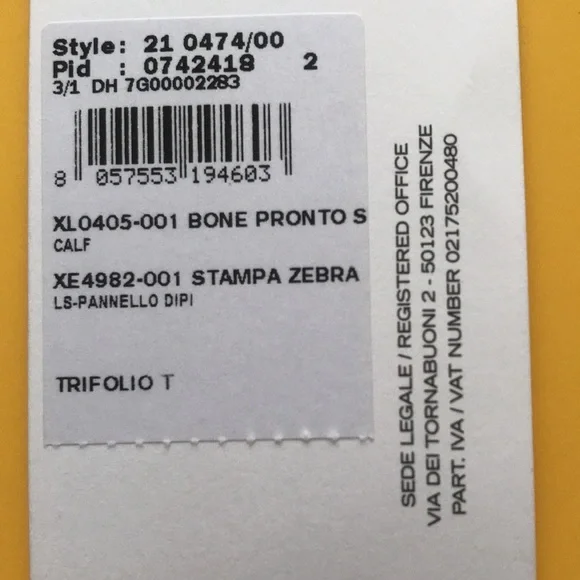 Style: 21 0474/00
Pid : 0742418 2
3/1 DH 7G00002283
8 057553 194603
XL0405-001 BONE PRONTO S
CALF
XE4982-001 STAMPA ZEBRA
LS-PANNELLO DIPI
TRIFOLIO T
SEDE LEGALE / REGISTERED OFFICE
VIA DEI TORNABUONI 2 - 50123 FIRENZE
PART. IVA / VAT NUMBER 02175200480